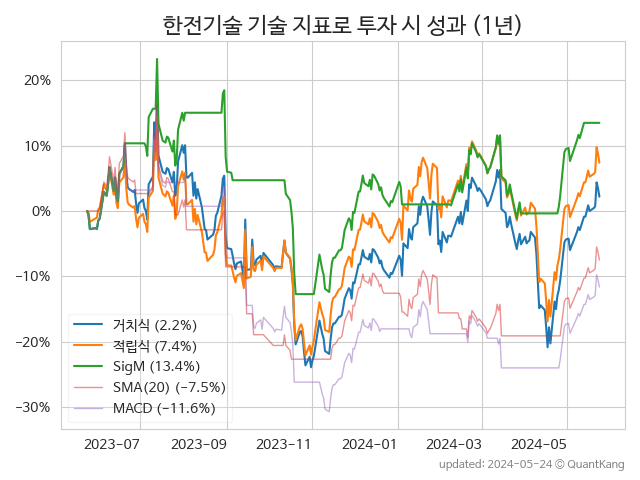 한전기술 기술 지표로 투자 시 성과 (1년)
20%
10%
0%
−10%
−20%
−30%
거치식 (2.2%)
적립식 (7.4%)
SigM (13.4%)
SMA(20) (−7.5%)
MACD (−11.6%)
2023−07 2023−09 2023−11 2024−01 2024−03 2024−05
updated: 2024-05-24 © QuantKang